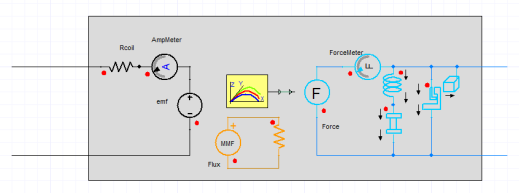 AmpMeter
Rcoil
A
ForceMeter
F
emf
Z
Y
X
F
Force
MMF
Flux